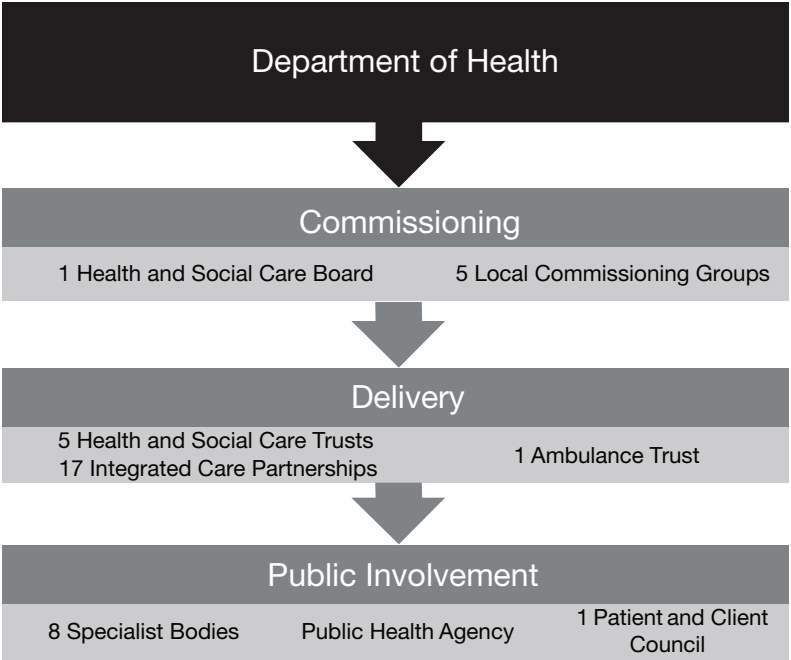 Department of Health
Commissioning
1 Health and Social Care Board
5 Local Commissioning Groups
Delivery
5 Health and Social Care Trusts
17 Integrated Care Partnerships
1 Ambulance Trust
Public Involvement
8 Specialist Bodies
Public Health Agency
1 Patient and Client
Council